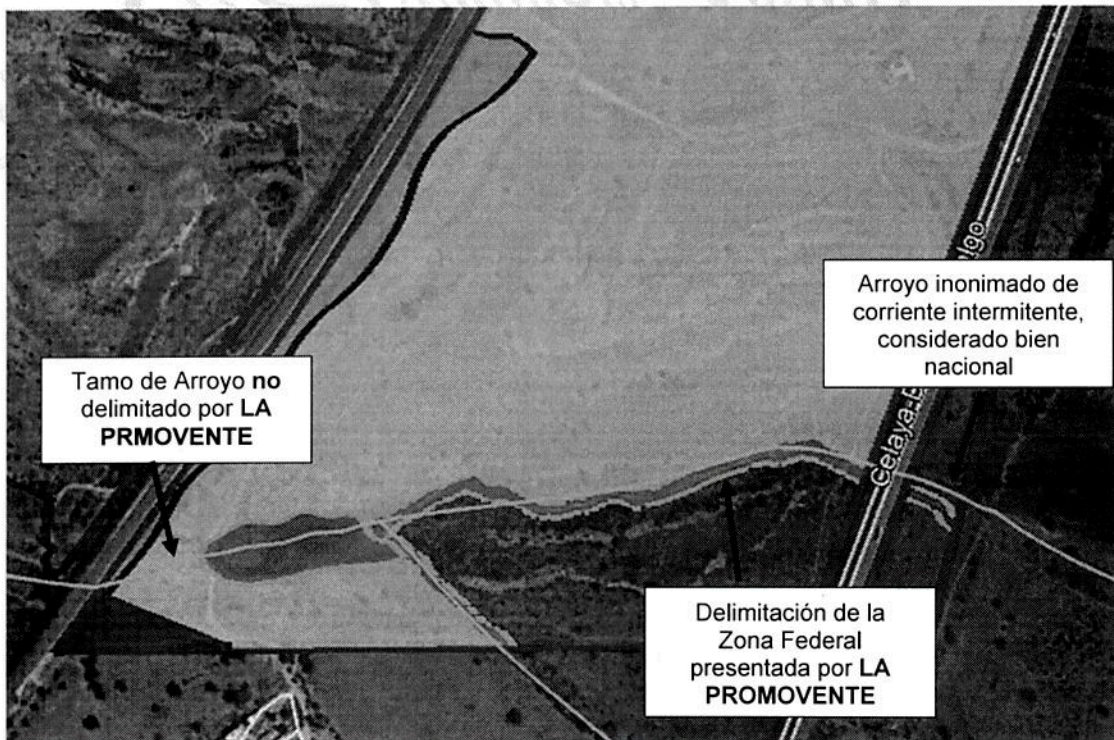 Arroyo inonimado de
corriente intermitente,
considerado bien
nacional
Tamo de Arroyo no
delimitado por LA
PRMOVENTE
Delimitación de la
Zona Federal
presentada por LA
PROMOVENTE